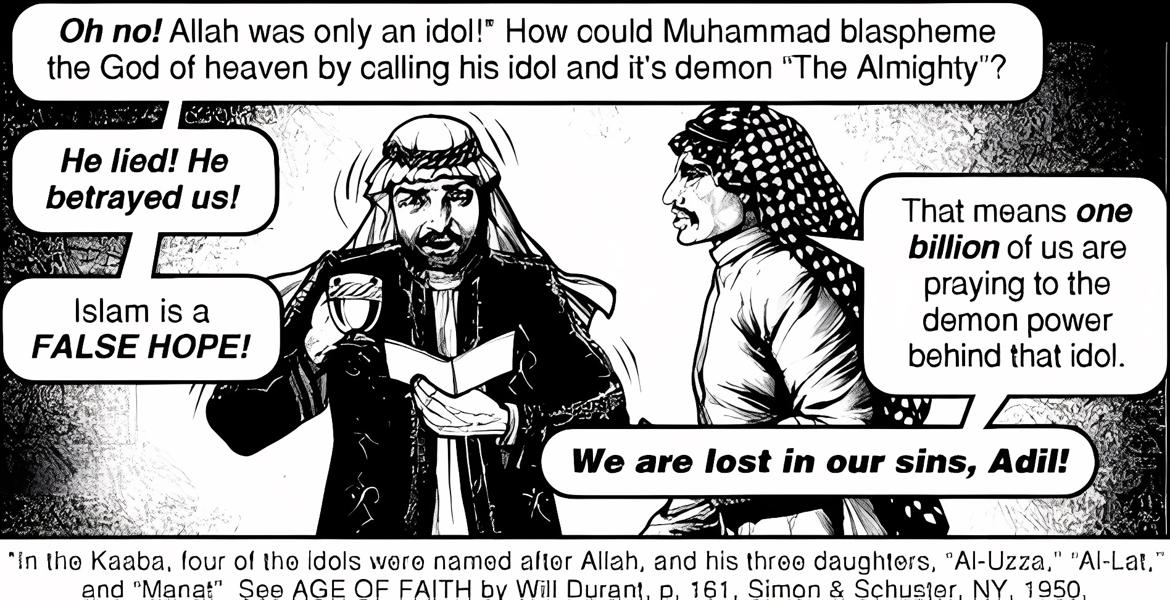 Oh no! Allah was only an idol!* How could Muhammad blaspheme
the God of heaven by calling his idol and it's demon "The Almighty"?
He lied! He
betrayed us!
Islam is a
FALSE HOPE!
That means one
billion of us are
praying to the
demon power
behind that idol.
We are lost in our sins, Adil!
*In the Kaaba, four of the idols were named after Allah, and his three daughters, "Al-Uzza," "Al-Lat,"
and "Manat" See AGE OF FAITH by Will Durant, p. 161, Simon & Schuster, NY, 1950.